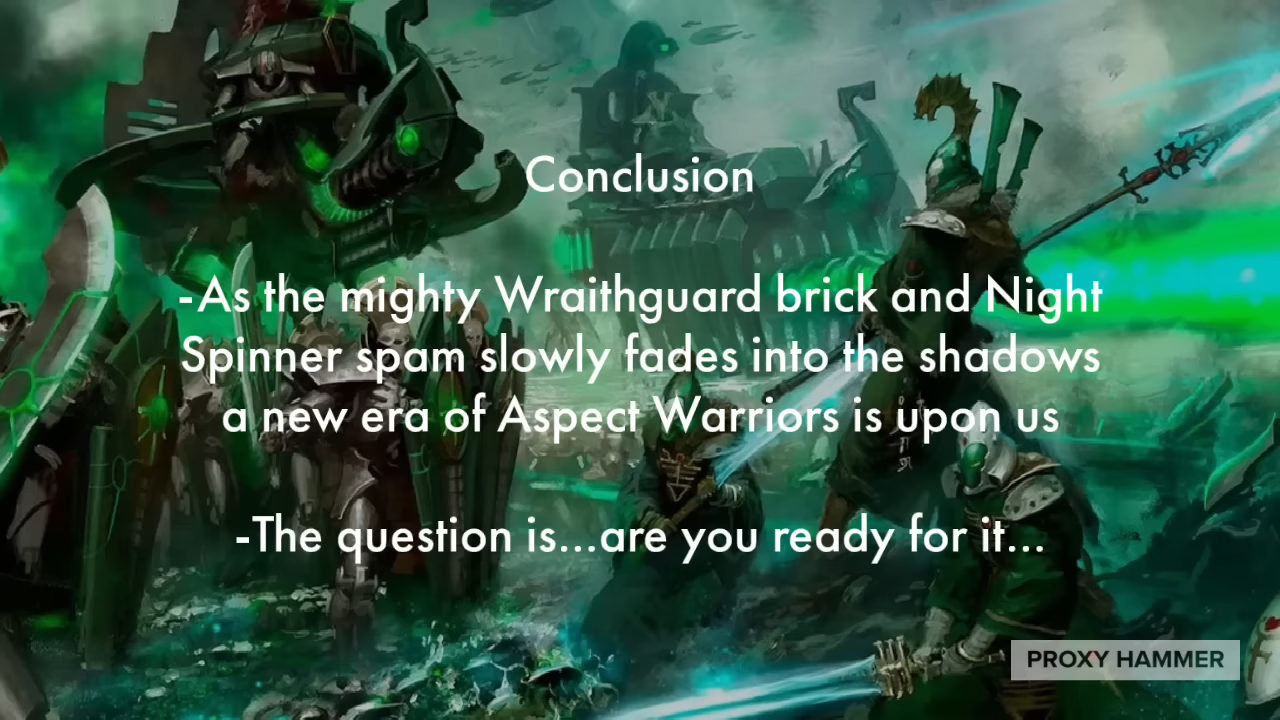 Conclusion
-As the mighty Wraithguard brick and Night
Spinner spam slowly fades into the shadows
a new era of Aspect Warriors is upon us
-The question is...are you ready for it...
PROXY HAMMER